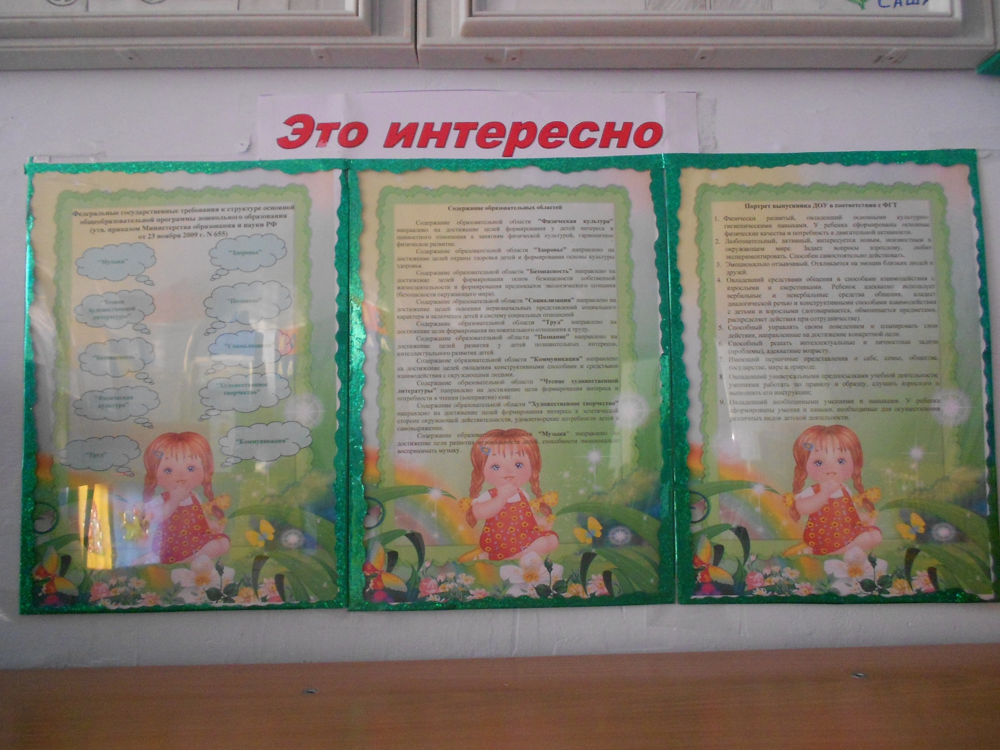 САШ
Это интересно
Федеральные государственные требования к структуре основной
общеобразовательной программы дошкольного образования
(утв. приказом Министерства образования и науки РФ
от 23 ноября 2009 г. N 655)
"Музыка"
"Здоровье"
"Чтение
художественной
литературы"
"Познание"
"Безопасность
"Социализация"
"Физическая
культура"
"Художественное
творчество"
"Труд"
"Коммуникация"
Содержание образовательных областей
Содержание образовательной области "Физическая культура"
направлено на достижение целей формирования у детей интереса и
ценностного отношения к занятиям физической культурой, гармоничное
физическое развитие.
Содержание образовательной области "Здоровье" направлено на
достижение целей охраны здоровья детей и формирования основы культуры
здоровья.
Содержание образовательной области "Безопасность" направлено на
достижение целей формирования основ безопасности собственной
жизнедеятельности и формирования предпосылок экологического сознания
(безопасности окружающего мира).
Содержание образовательной области "Социализация" направлено на
достижение целей освоения первоначальных представлений социального
характера и включения детей в систему социальных отношений
Содержание образовательной области "Труд" направлено на
достижение цели формирования положительного отношения к труду.
Содержание образовательной области "Познание" направлено на
достижение целей развития у детей познавательных интересов,
интеллектуального развития детей.
Содержание образовательной области "Коммуникация" направлено
на достижение целей овладения конструктивными способами и средствами
взаимодействия с окружающими людьми.
Содержание образовательной области "Чтение художественной
литературы" направлено на достижение цели формирования интереса и
потребности в чтении (восприятии) книг.
Содержание образовательной области "Художественное творчество"
направлено на достижение целей формирования интереса к эстетической
стороне окружающей действительности, удовлетворение потребности детей в
самовыражении.
Содержание образовательной области "Музыка" направлено на
достижение цели развития музыкальности детей, способности эмоционально
воспринимать музыку.
Портрет выпускника ДОУ в соответствии с ФГТ
1. Физически развитый, овладевший основными культурно-
гигиеническими навыками. У ребенка сформированы основные
физические качества и потребность в двигательной активности.
2. Любознательный, активный, интересуется новым, неизвестным в
окружающем мире. Задает вопросы взрослому, любит
экспериментировать. Способен самостоятельно действовать.
3. Эмоционально отзывчивый. Откликается на эмоции близких людей и
друзей.
4. Овладевший средствами общения и способами взаимодействия с
взрослыми и сверстниками. Ребенок адекватно использует
вербальные и невербальные средства общения, владеет
диалогической речью и конструктивными способами взаимодействия
с детьми и взрослыми (договаривается, обменивается предметами,
распределяет действия при сотрудничестве).
5. Способный управлять своим поведением и планировать свои
действия, направленные на достижение конкретной цели.
6. Способный решать интеллектуальные и личностные задачи
(проблемы), адекватные возрасту.
7. Имеющий первичные представления о себе, семье, обществе,
государстве, мире и природе.
8. Овладевший универсальными предпосылками учебной деятельности:
умениями работать по правилу и образцу, слушать взрослого и
выполнять его инструкции;
9. Овладевший необходимыми умениями и навыками. У ребенка
сформированы умения и навыки, необходимые для осуществления
различных видов детской деятельности.